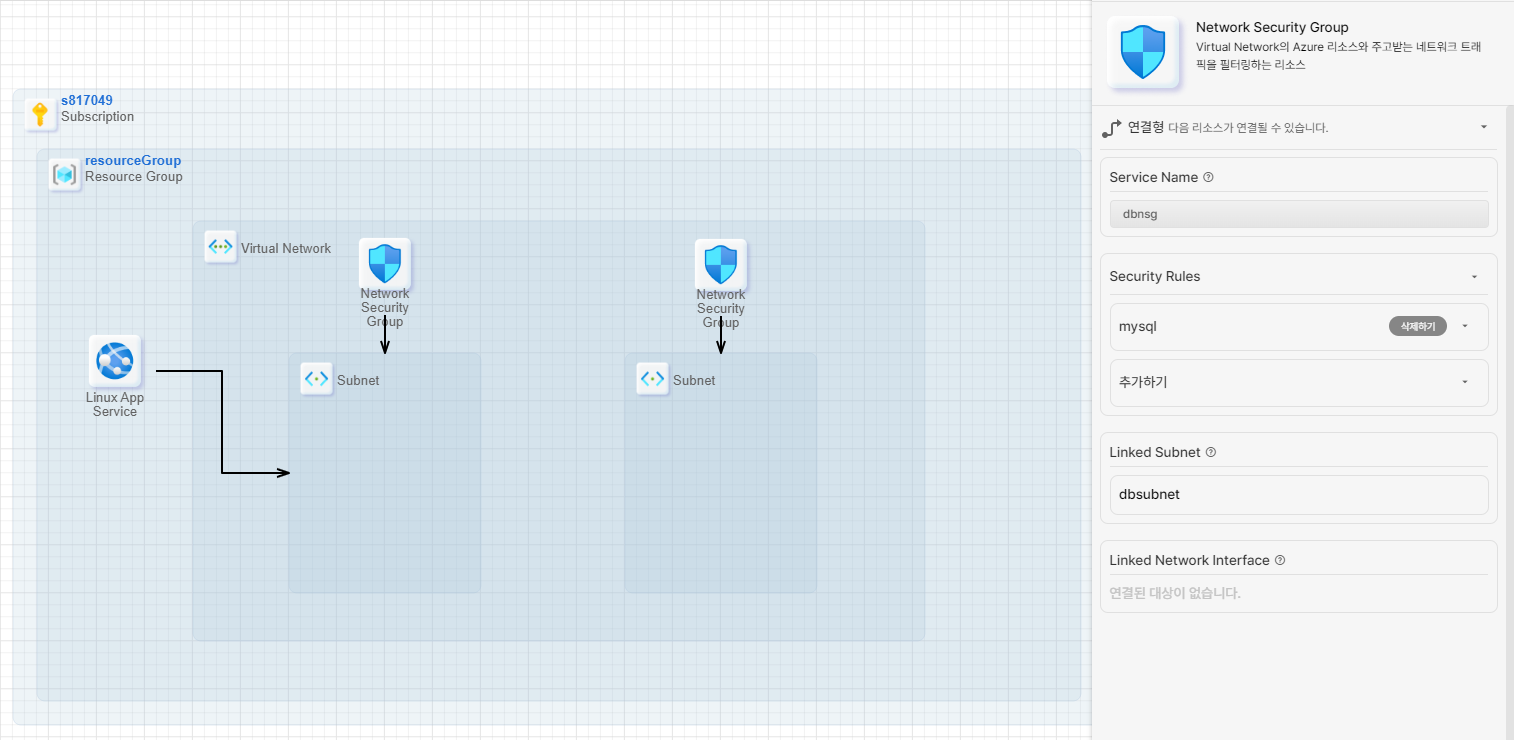 s817049
Subscription
resourceGroup
Resource Group
Virtual Network
Network
Security
Group
Network
Security
Group
Linux App
Service
Subnet
Subnet
Network Security Group
Virtual Network의 Azure 리소스와 주고받는 네트워크 트래
픽을 필터링하는 리소스
연결형 다음 리소스가 연결될 수 있습니다.
Service Name
dbnsg
Security Rules
mysql 삭제하기
추가하기
Linked Subnet
dbsubnet
Linked Network Interface
연결된 대상이 없습니다.